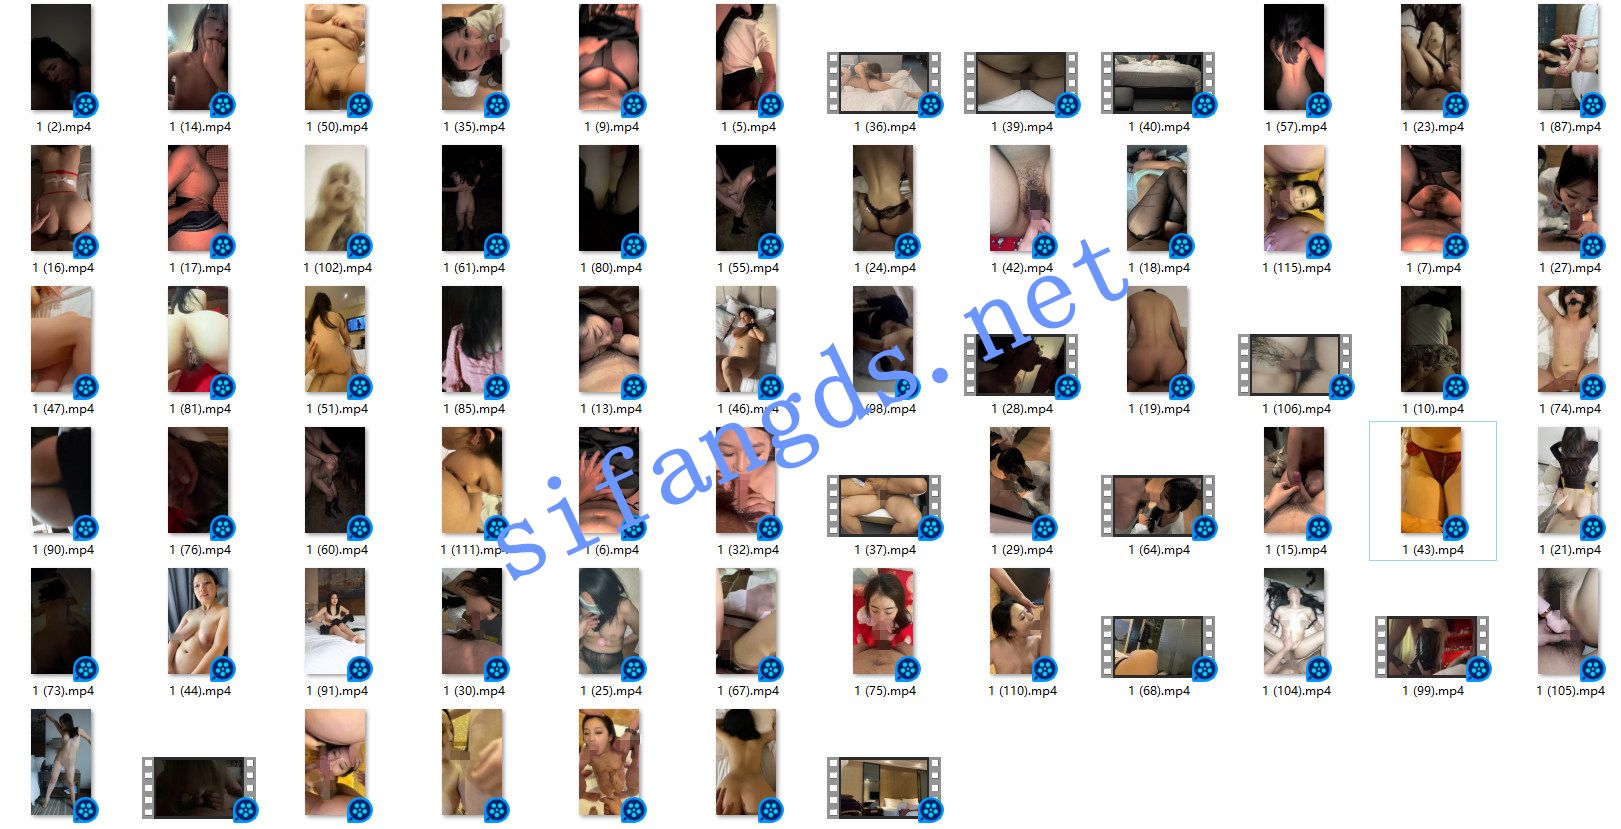 1 (2).mp4
1 (14).mp4
1 (50).mp4
1 (35).mp4
1 (9).mp4
1 (5).mp4
1 (36).mp4
1 (39).mp4
1 (40).mp4
1 (57).mp4
1 (23).mp4
1 (87).mp4
1 (16).mp4
1 (17).mp4
1 (102).mp4
1 (61).mp4
1 (80).mp4
1 (55).mp4
1 (24).mp4
1 (42).mp4
1 (18).mp4
1 (115).mp4
1 (7).mp4
1 (27).mp4
1 (47).mp4
1 (81).mp4
1 (51).mp4
1 (85).mp4
1 (13).mp4
1 (46).mp4
1 (98).mp4
1 (28).mp4
1 (19).mp4
1 (106).mp4
1 (10).mp4
1 (74).mp4
1 (90).mp4
1 (76).mp4
1 (60).mp4
1 (111).mp4
1 (6).mp4
1 (32).mp4
1 (37).mp4
1 (29).mp4
1 (64).mp4
1 (15).mp4
1 (43).mp4
1 (21).mp4
1 (73).mp4
1 (44).mp4
1 (91).mp4
1 (30).mp4
1 (25).mp4
1 (67).mp4
1 (75).mp4
1 (110).mp4
1 (68).mp4
1 (104).mp4
1 (99).mp4
1 (105).mp4
sifangds.net